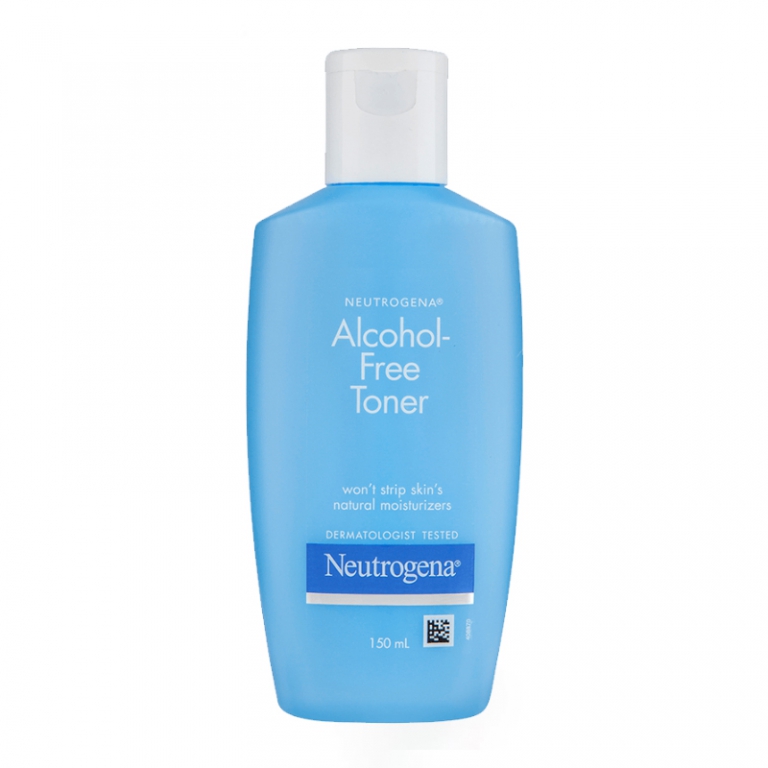 NEUTROGENA®
Alcohol-
Free
Toner
won't strip skin's
natural moisturizers
DERMATOLOGIST TESTED
Neutrogena®
150 mL